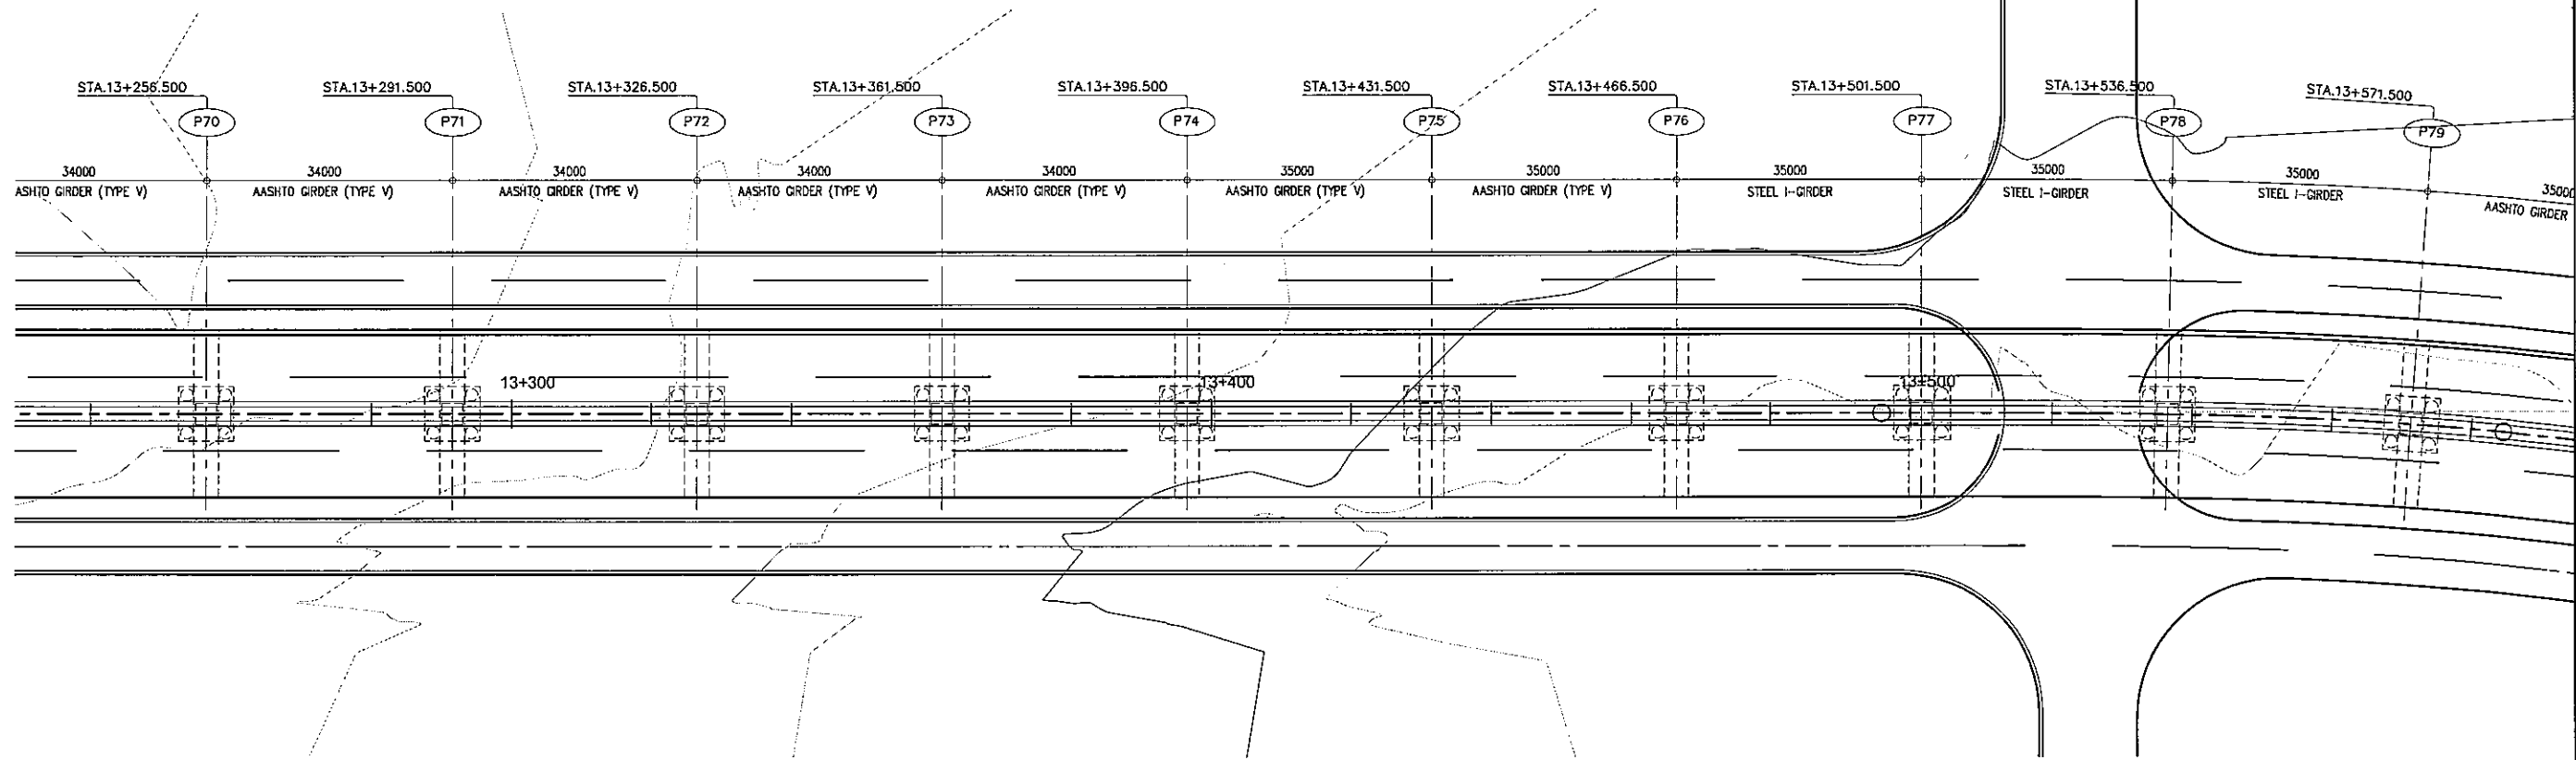 STA.13+256.500 STA.13+291.500 STA.13+326.500 STA.13+361.500 STA.13+396.500 STA.13+431.500 STA.13+466.500 STA.13+501.500 STA.13+536.500 STA.13+571.500
P70 P71 P72 P73 P74 P75 P76 P77 P78 P79
34000 34000 34000 34000 34000 35000 35000 35000 35000 35000 35000
ASHTO GIRDER (TYPE V) AASHTO GIRDER (TYPE V) AASHTO GIRDER (TYPE V) AASHTO GIRDER (TYPE V) AASHTO GIRDER (TYPE V) AASHTO GIRDER (TYPE V) AASHTO GIRDER (TYPE V) STEEL I-GIRDER STEEL I-GIRDER STEEL I-GIRDER AASHTO GIRDER
13+300 13+400 13+500